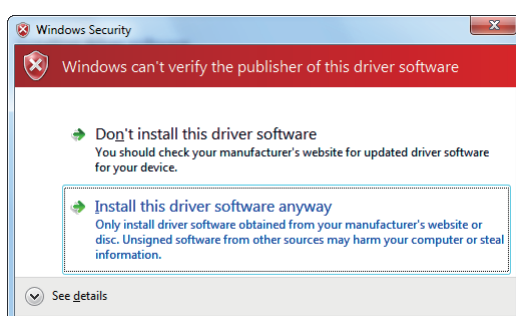 Windows Security
Windows can't verify the publisher of this driver software
Don't install this driver software
You should check your manufacturer's website for updated driver software
for your device.
Install this driver software anyway
Only install driver software obtained from your manufacturer's website or
disc. Unsigned software from other sources may harm your computer or steal
information.
See details